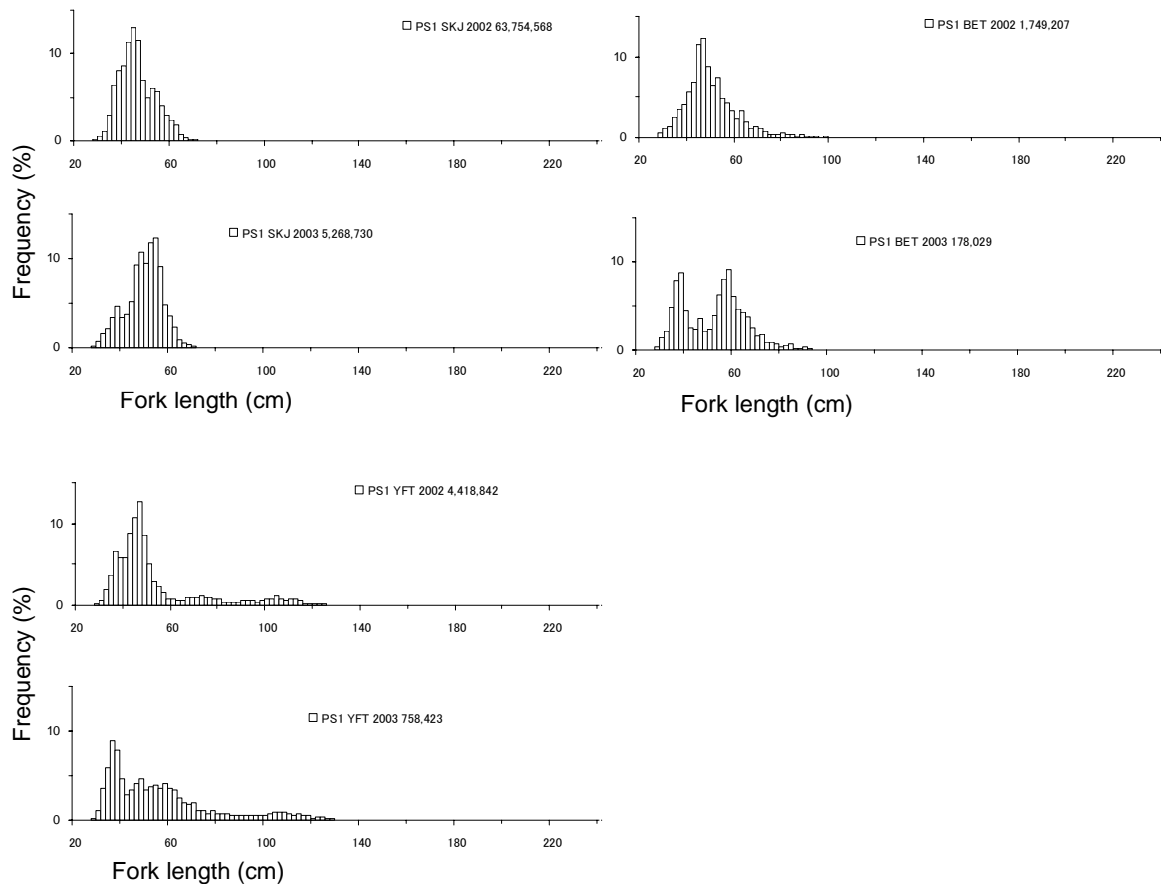 PS1 SKJ 2002 63,754,568
10
0
20 60 100 140 180 220
PS1 SKJ 2003 5,268,730
10
0
20 60 100 140 180 220
Frequency (%)
Fork length (cm)
PS1 BET 2002 1,749,207
10
0
20 60 100 140 180 220
PS1 BET 2003 178,029
10
0
20 60 100 140 180 220
Fork length (cm)
PS1 YFT 2002 4,418,842
10
0
20 60 100 140 180 220
PS1 YFT 2003 758,423
10
0
20 60 100 140 180 220
Frequency (%)
Fork length (cm)